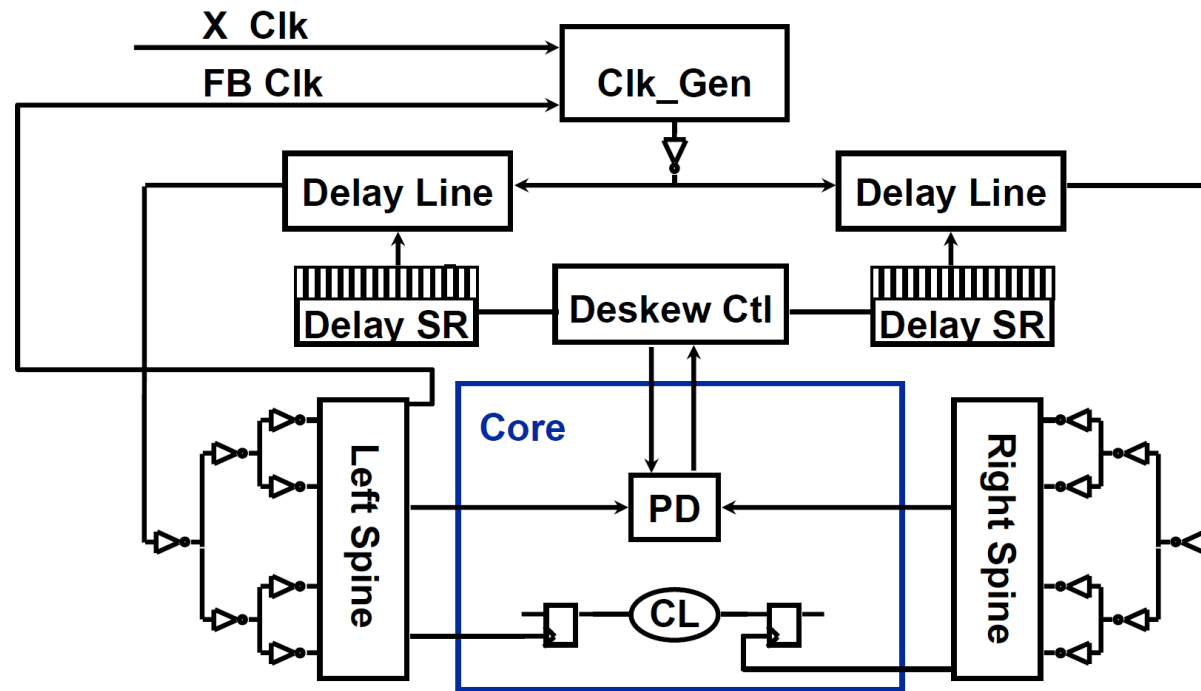 X Clk
FB Clk
Clk_Gen
Delay Line
Delay Line
Delay SR
Deskew Ctl
Delay SR
Core
Left Spine
PD
Right Spine
CL